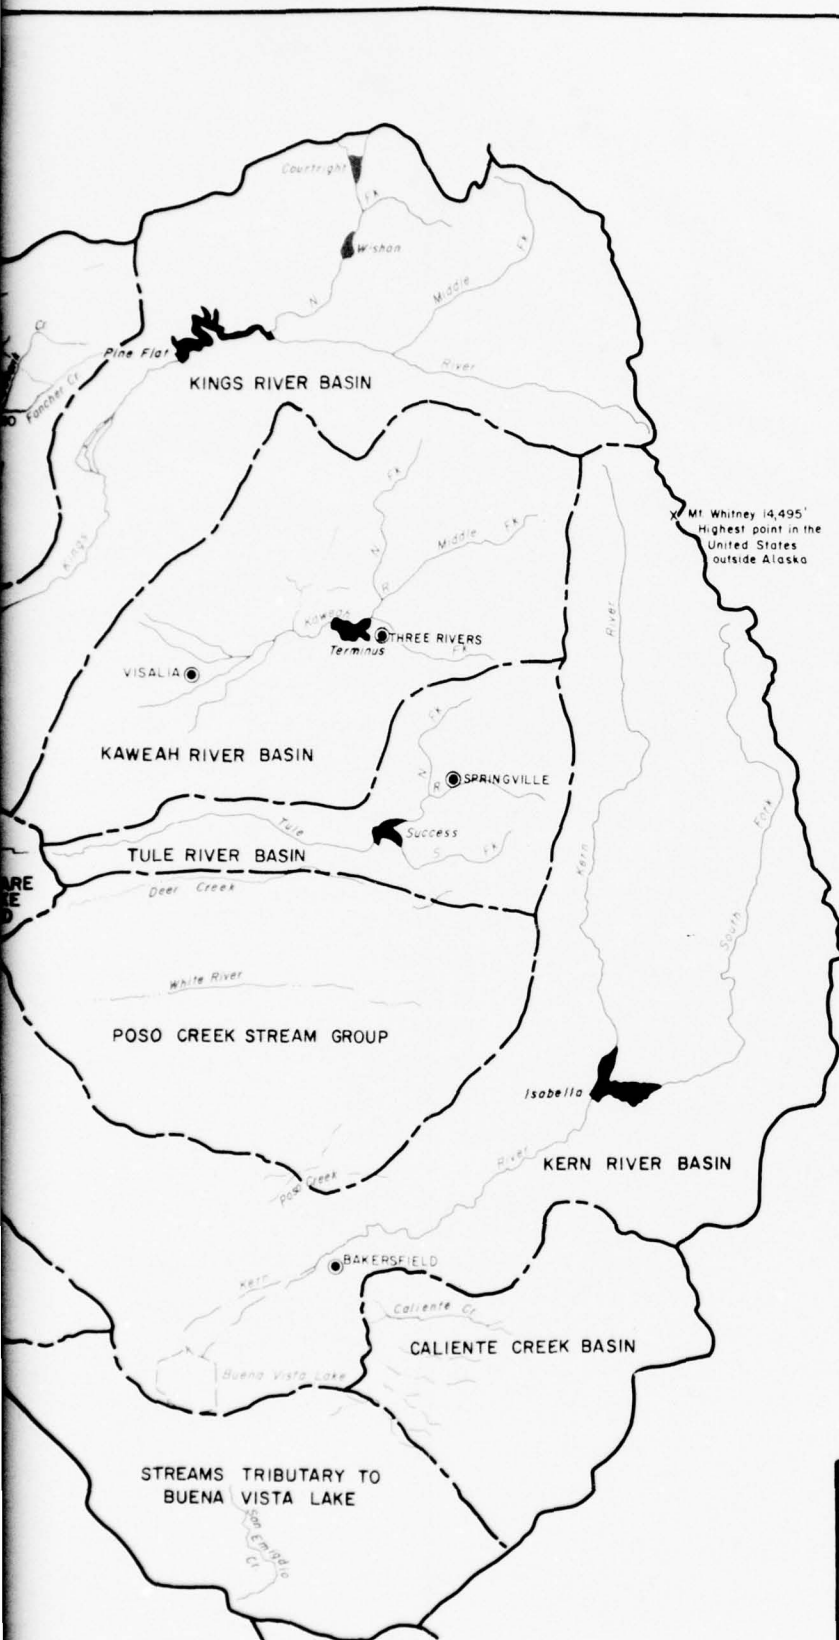 Courtright
Fk
Wishon
Fk
Middle
N
Cr.
Pine Flat
River
Fancher Cr.
KINGS RIVER BASIN
Kings
Fk
Mt. Whitney 14,495'
Highest point in the
United States
outside Alaska
N
Middle Fk
R
Kaweah
River
THREE RIVERS
Terminus
Fk
VISALIA
Fk
KAWEAH RIVER BASIN
N
R
SPRINGVILLE
Tule
Success
Fork
TULE RIVER BASIN
S Fk
Kern
Deer Creek
South
White River
POSO CREEK STREAM GROUP
Isabella
River
KERN RIVER BASIN
Poso Creek
BAKERSFIELD
Kern
Caliente Cr.
CALIENTE CREEK BASIN
Buena Vista Lake
STREAMS TRIBUTARY TO
BUENA VISTA LAKE
San Emigdio
Cr